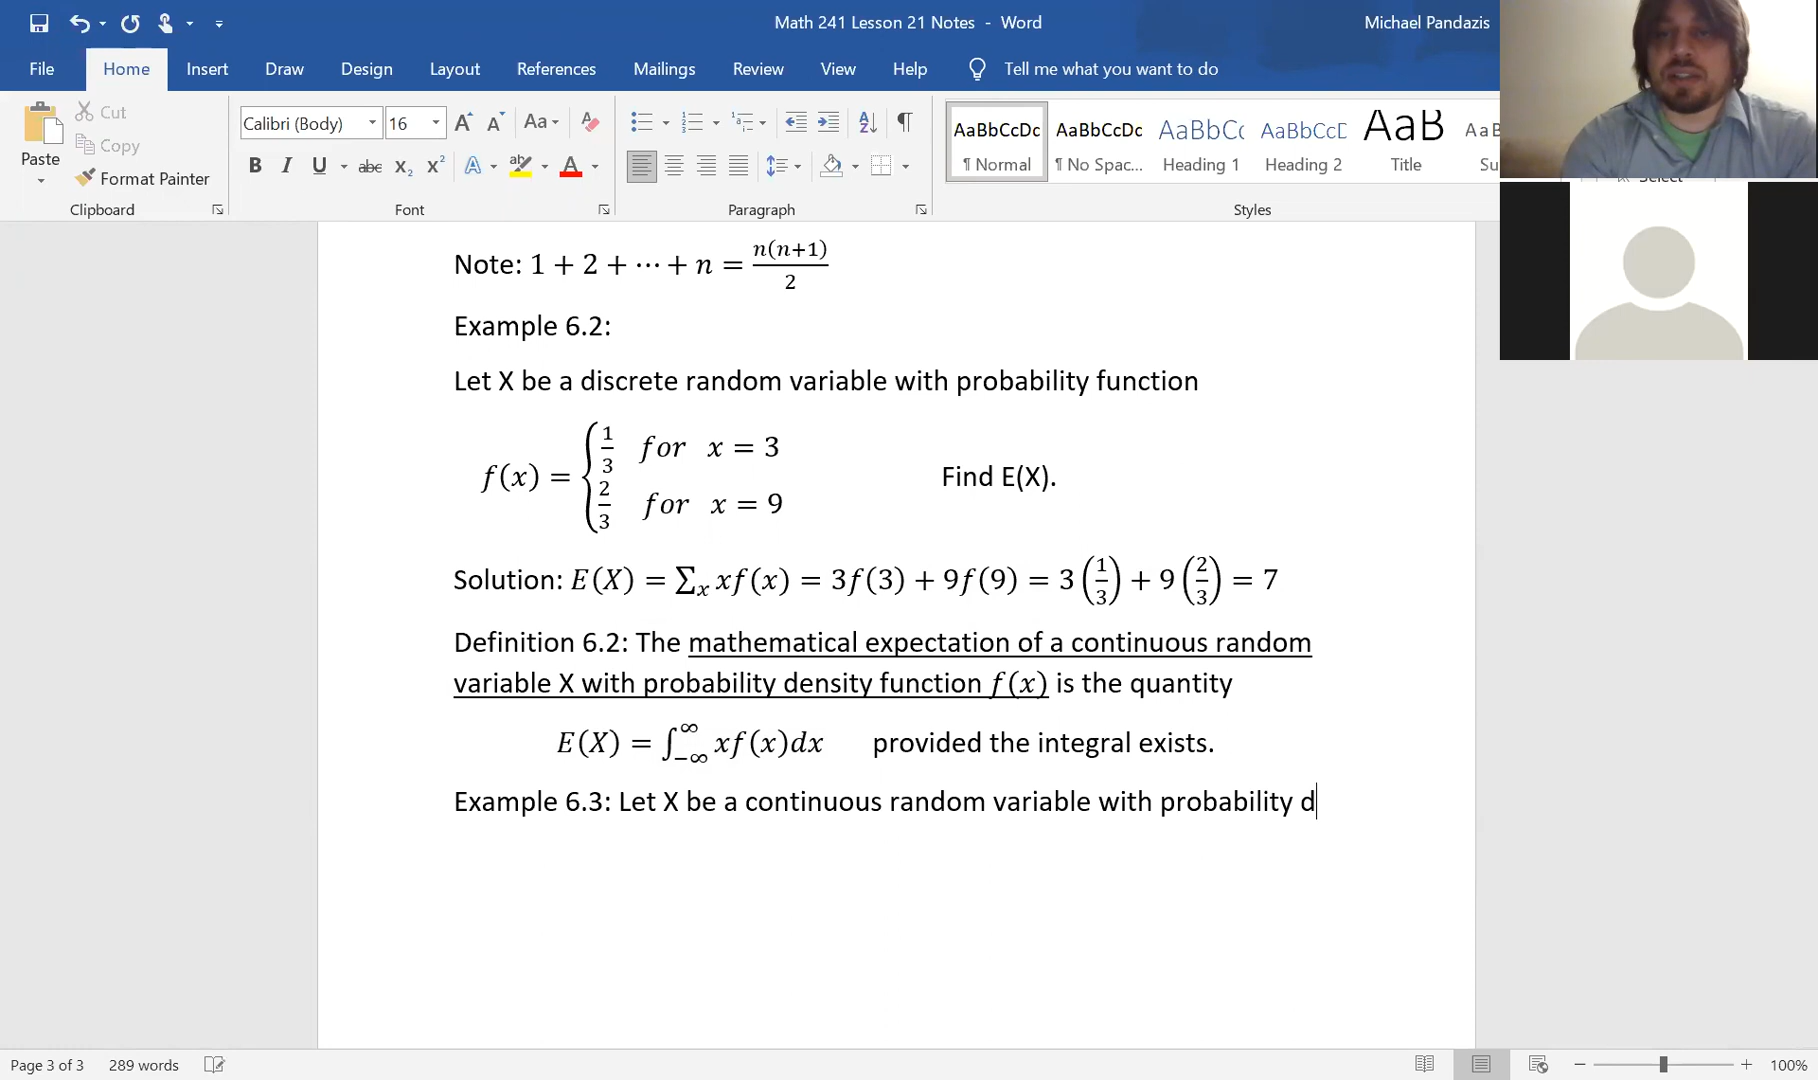 Math 241 Lesson 21 Notes - Word
Michael Pandazis
File Home Insert Draw Design Layout References Mailings Review View Help Tell me what you want to do
Paste
Cut
Copy
Format Painter
Clipboard
Calibri (Body) 16
Font
Paragraph
AaBbCcDc AaBbCcDc AaBbCc AaBbCcD AaB Aa
¶ Normal ¶ No Spac... Heading 1 Heading 2 Title Su
Styles
Select
Note: 1 + 2 + ⋯ + n = n(n+1)/2
Example 6.2:
Let X be a discrete random variable with probability function
f(x) = { 1/3 for x = 3
2/3 for x = 9
Find E(X).
Solution: E(X) = ∑ₓ xf(x) = 3f(3) + 9f(9) = 3(1/3) + 9(2/3) = 7
Definition 6.2: The mathematical expectation of a continuous random
variable X with probability density function f(x) is the quantity
E(X) = ∫_{-∞}^{∞} xf(x)dx provided the integral exists.
Example 6.3: Let X be a continuous random variable with probability d
Page 3 of 3 289 words 100%